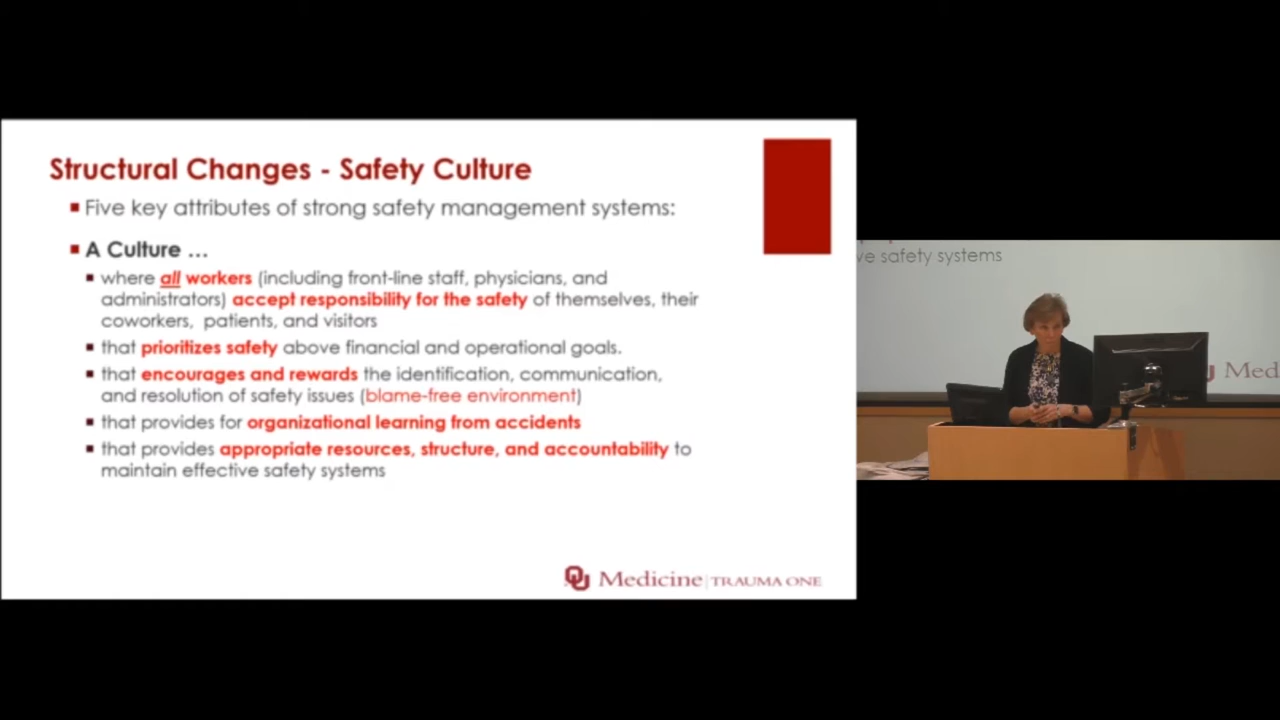 Structural Changes - Safety Culture
Five key attributes of strong safety management systems:
A Culture ...
where all workers (including front-line staff, physicians, and
administrators) accept responsibility for the safety of themselves, their
coworkers, patients, and visitors
that prioritizes safety above financial and operational goals.
that encourages and rewards the identification, communication,
and resolution of safety issues (blame-free environment)
that provides for organizational learning from accidents
that provides appropriate resources, structure, and accountability to
maintain effective safety systems
OU Medicine | TRAUMA ONE
ve safety systems
Med